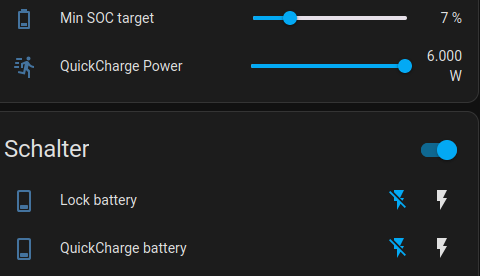 Min SOC target 7 %
QuickCharge Power 6.000
W
Schalter
Lock battery
QuickCharge battery